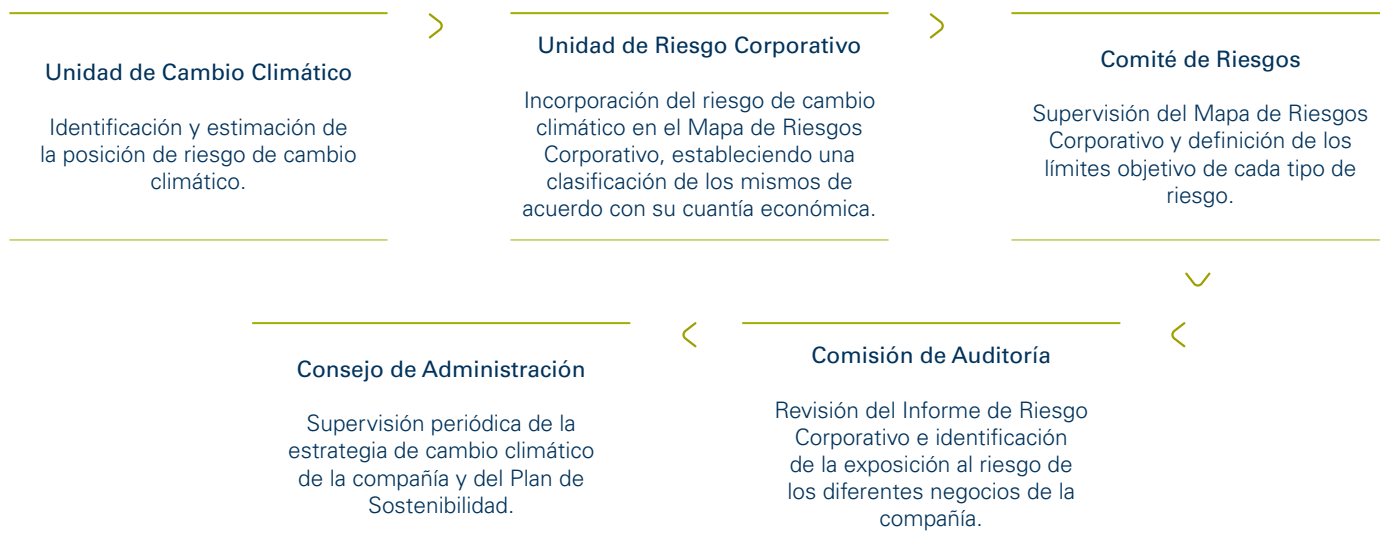 Unidad de Cambio Climático
Identificación y estimación de
la posición de riesgo de cambio
climático.
Unidad de Riesgo Corporativo
Incorporación del riesgo de cambio
climático en el Mapa de Riesgos
Corporativo, estableciendo una
clasificación de los mismos de
acuerdo con su cuantía económica.
Comité de Riesgos
Supervisión del Mapa de Riesgos
Corporativo y definición de los
límites objetivo de cada tipo de
riesgo.
Comisión de Auditoría
Revisión del Informe de Riesgo
Corporativo e identificación
de la exposición al riesgo de
los diferentes negocios de la
compañía.
Consejo de Administración
Supervisión periódica de la
estrategia de cambio climático
de la compañía y del Plan de
Sostenibilidad.